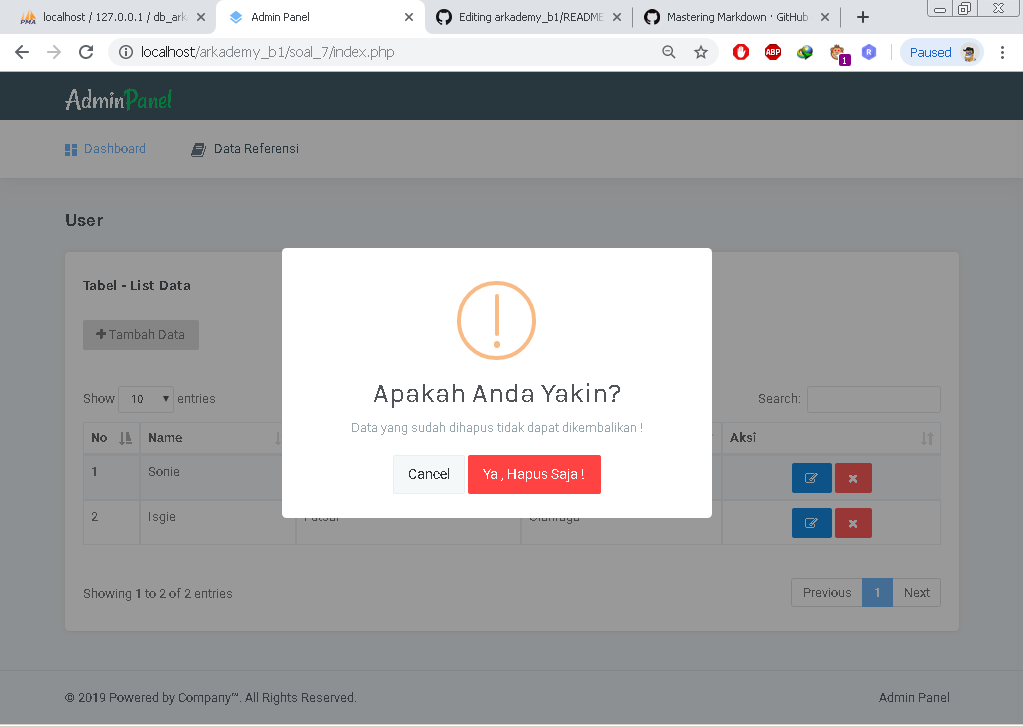 localhost / 127.0.0.1 / db_ark
Admin Panel
Editing arkademy_b1/README
Mastering Markdown · GitHub
localhost/arkademy_b1/soal_7/index.php
ABP
1
R
Paused
AdminPanel
Dashboard
Data Referensi
User
Tabel - List Data
Tambah Data
Show 10 entries
Search:
No Name Aksi
1 Sonie
2 Isgie Futsal Olahraga
Showing 1 to 2 of 2 entries
Previous 1 Next
Apakah Anda Yakin?
Data yang sudah dihapus tidak dapat dikembalikan !
Cancel
Ya , Hapus Saja !
© 2019 Powered by Company™. All Rights Reserved.
Admin Panel